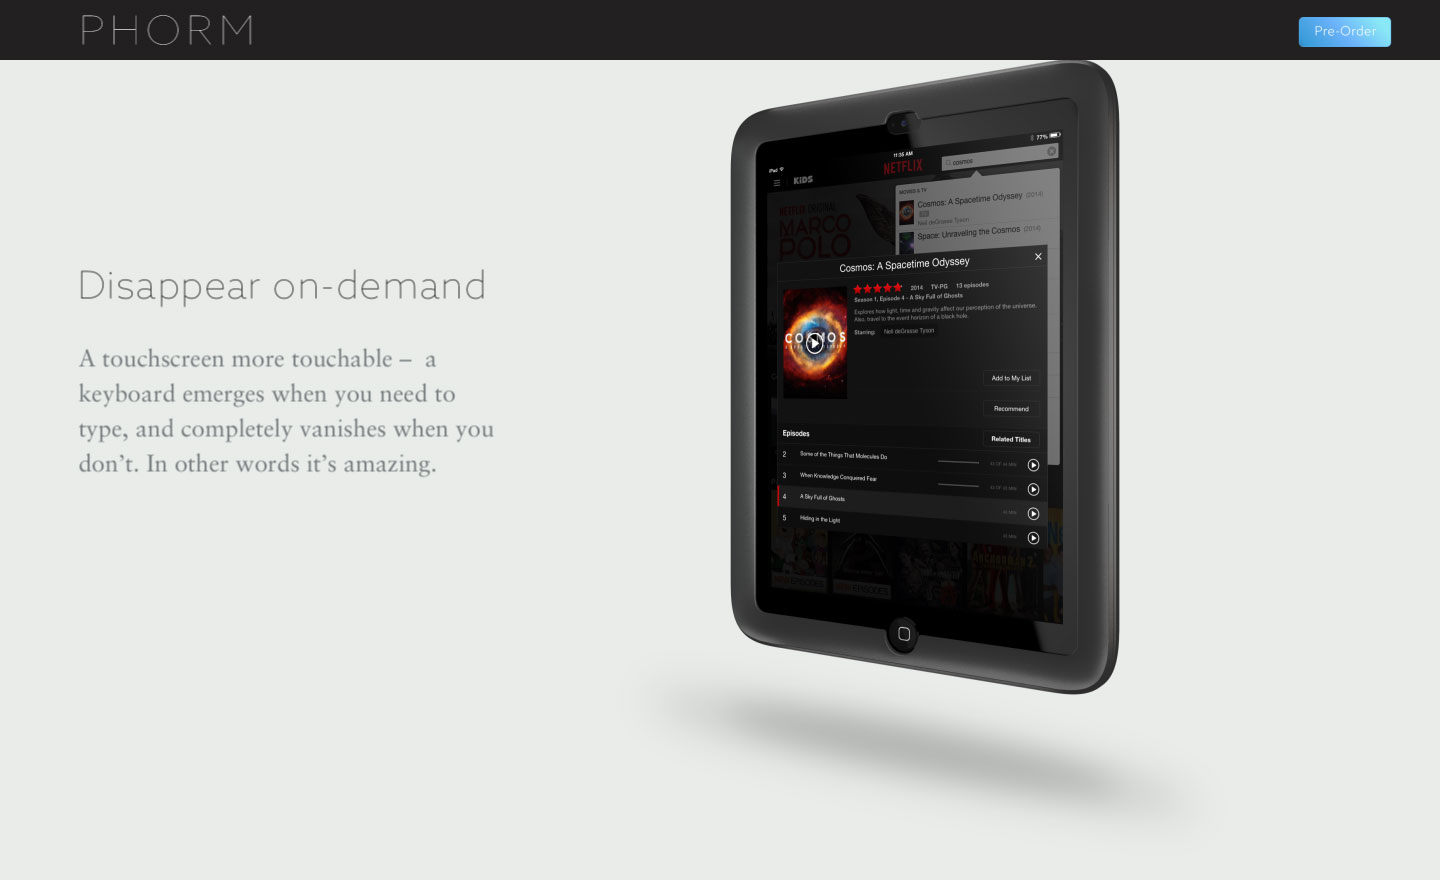 PHORM
Pre-Order
Disappear on-demand
A touchscreen more touchable – a
keyboard emerges when you need to
type, and completely vanishes when you
don't. In other words it's amazing.
iPad
11:35 AM
77%
KIDS
NETFLIX
cosmos
MOVIES & TV
Cosmos: A Spacetime Odyssey (2014)
Neil deGrasse Tyson
Space: Unraveling the Cosmos (2014)
NETFLIX ORIGINAL
MARCO
POLO
Cosmos: A Spacetime Odyssey
2014 TV-PG 13 episodes
Season 1, Episode 4 - A Sky Full of Ghosts
Explores how light, time and gravity affect our perception of the universe.
Also, travel to the event horizon of a black hole.
Starring: Neil deGrasse Tyson
COSMOS
Add to My List
Recommend
Episodes
Related Titles
2 Some of the Things That Molecules Do
3 When Knowledge Conquered Fear
4 A Sky Full of Ghosts
5 Hiding in the Light
NEW EPISODES
NEW EPISODES